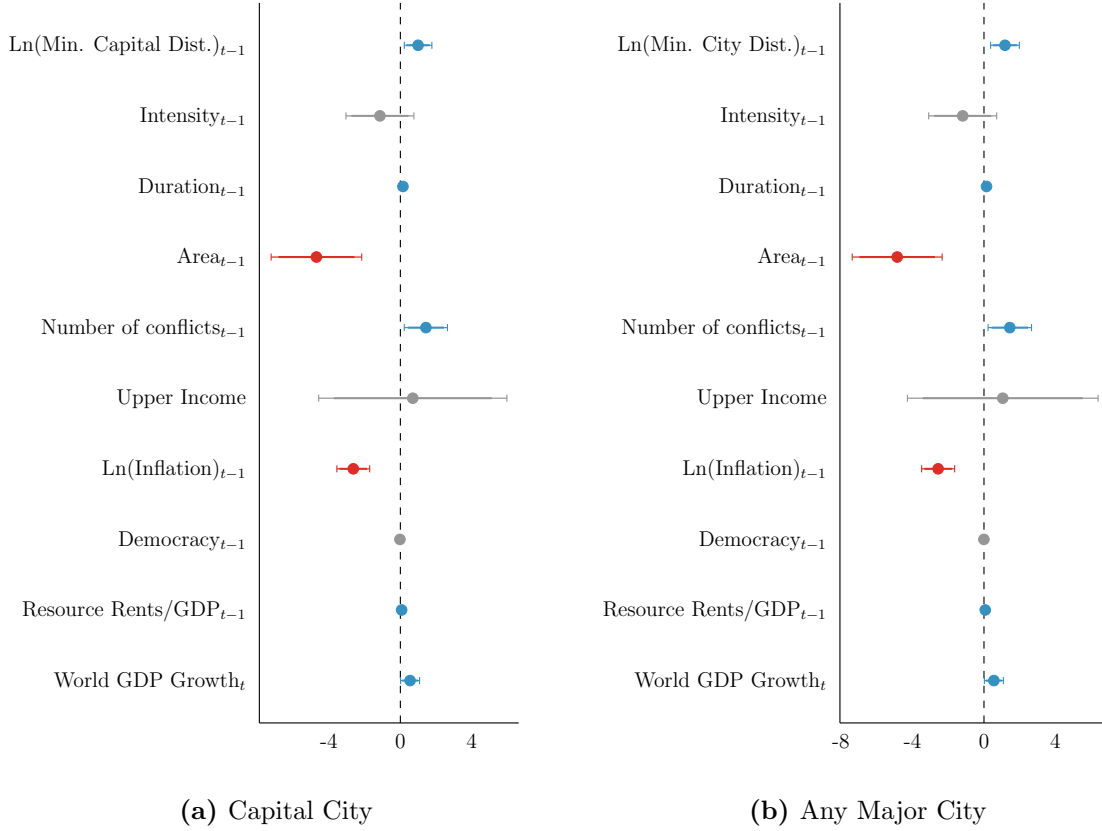 Ln(Min. Capital Dist.)t−1
Intensityt−1
Durationt−1
Areat−1
Number of conflictst−1
Upper Income
Ln(Inflation)t−1
Democracyt−1
Resource Rents/GDPt−1
World GDP Growtht
-4 0 4
(a) Capital City
Ln(Min. City Dist.)t−1
Intensityt−1
Durationt−1
Areat−1
Number of conflictst−1
Upper Income
Ln(Inflation)t−1
Democracyt−1
Resource Rents/GDPt−1
World GDP Growtht
-8 -4 0 4
(b) Any Major City